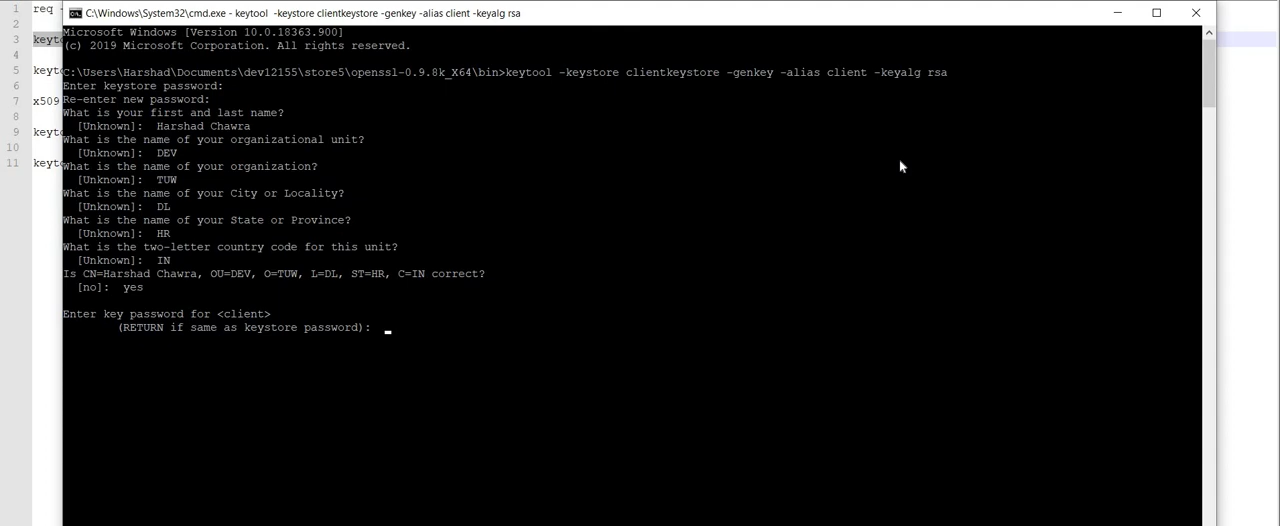 1 req -
2
3 keyto
4
5 keyto
6
7 x509
8
9 keyto
10
11 keyto
C:\Windows\System32\cmd.exe - keytool  -keystore clientkeystore -genkey -alias client -keyalg rsa
Microsoft Windows [Version 10.0.18363.900]
(c) 2019 Microsoft Corporation. All rights reserved.
C:\Users\Harshad\Documents\dev12155\store5\openssl-0.9.8k_X64\bin>keytool -keystore clientkeystore -genkey -alias client -keyalg rsa
Enter keystore password:
Re-enter new password:
What is your first and last name?
[Unknown]:  Harshad Chawra
What is the name of your organizational unit?
[Unknown]:  DEV
What is the name of your organization?
[Unknown]:  TUW
What is the name of your City or Locality?
[Unknown]:  DL
What is the name of your State or Province?
[Unknown]:  HR
What is the two-letter country code for this unit?
[Unknown]:  IN
Is CN=Harshad Chawra, OU=DEV, O=TUW, L=DL, ST=HR, C=IN correct?
[no]:  yes
Enter key password for <client>
(RETURN if same as keystore password):